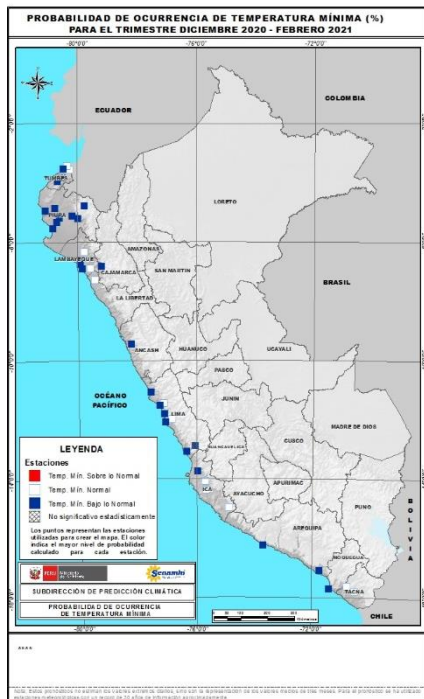 PROBABILIDAD DE OCURRENCIA DE TEMPERATURA MÍNIMA (%)
PARA EL TRIMESTRE DICIEMBRE 2020 - FEBRERO 2021
ECUADOR
COLOMBIA
TUMBES
LORETO
PIURA
AMAZONAS
LAMBAYEQUE
CAJAMARCA
SAN MARTIN
BRASIL
LA LIBERTAD
ANCASH
HUANUCO
UCAYALI
PASCO
OCÉANO
PACÍFICO
JUNIN
LIMA
MADRE DE DIOS
CUSCO
HUANCAVELICA
ICA
AYACUCHO
APURIMAC
PUNO
BOLIVIA
AREQUIPA
MOQUEGUA
TACNA
CHILE
LEYENDA
Estaciones
Temp. Mín. Sobre lo Normal
Temp. Mín. Normal
Temp. Mín. Bajo lo Normal
No significativo estadísticamente
Los puntos representan las estaciones
utilizadas para crear el mapa. El color
indica el mayor nivel de probabilidad
calculado para cada estación.
PERÚ
Senamhi
SUBDIRECCIÓN DE PREDICCIÓN CLIMÁTICA
PROBABILIDAD DE OCURRENCIA
DE TEMPERATURA MÍNIMA